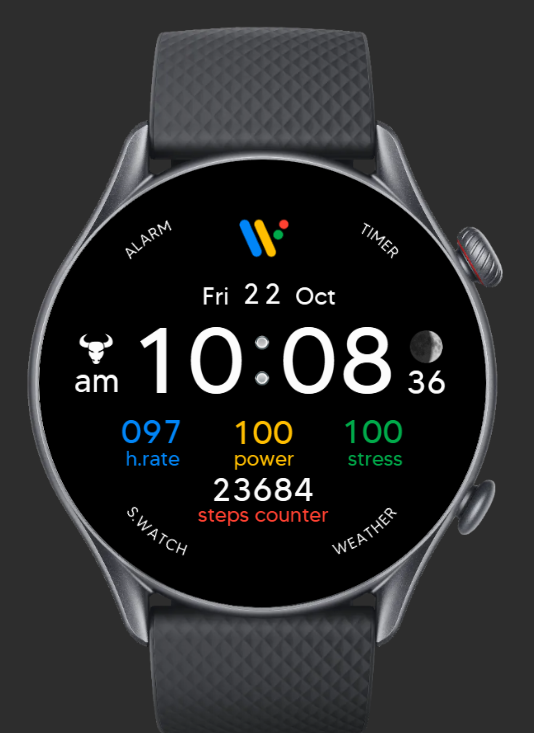 ALARM
TIMER
Fri 22 Oct
10:08
am
36
097
h.rate
100
power
100
stress
23684
steps counter
S.WATCH
WEATHER